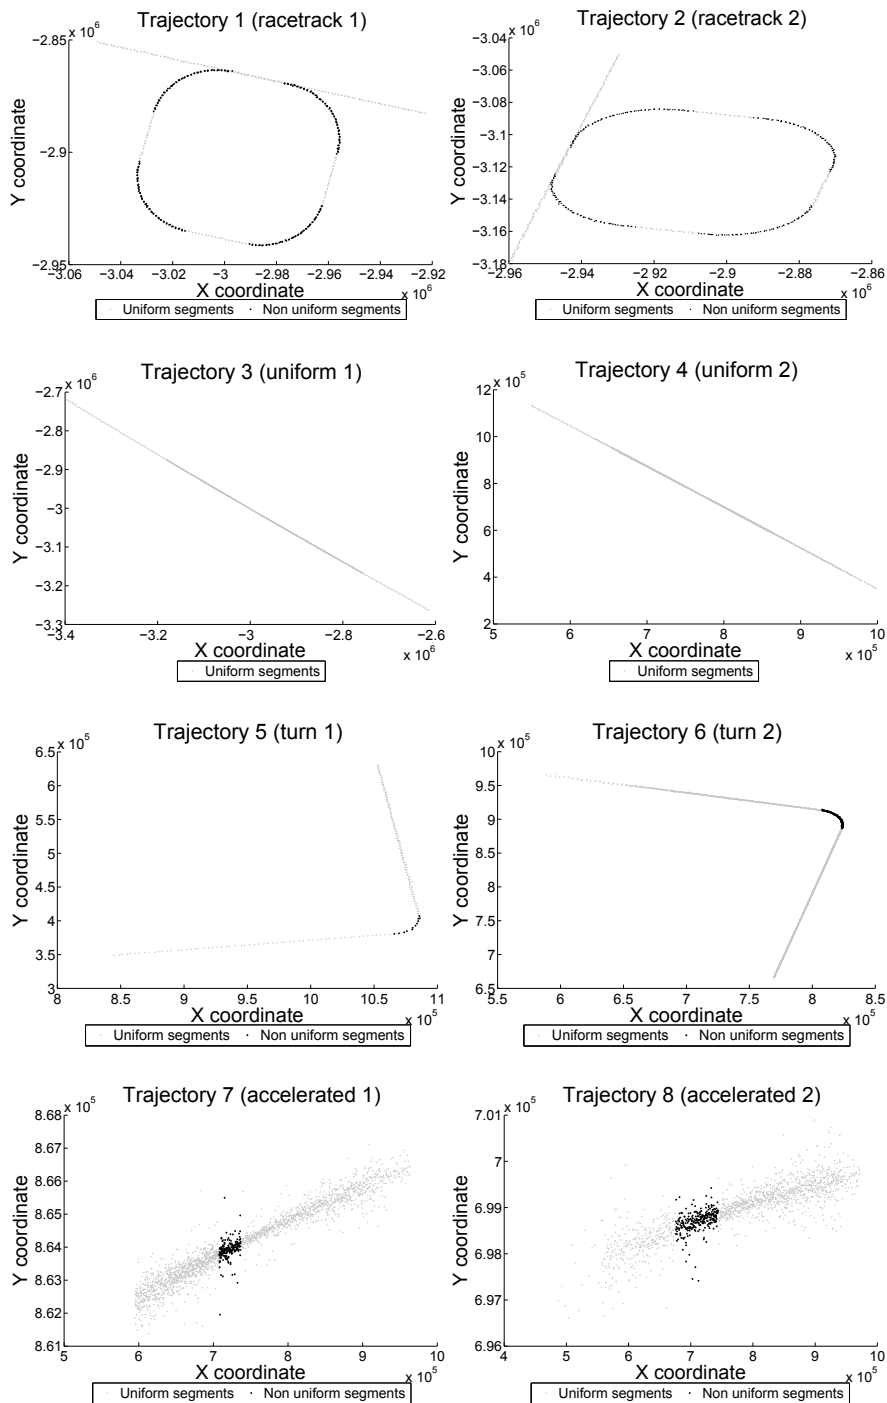 Trajectory 1 (racetrack 1)
x 10^6
−2.85
−2.9
−2.95
Y coordinate
−3.06 −3.04 −3.02 −3 −2.98 −2.96 −2.94 −2.92
X coordinate
x 10^6
Uniform segments Non uniform segments
Trajectory 2 (racetrack 2)
x 10^6
−3.04
−3.06
−3.08
−3.1
−3.12
−3.14
−3.16
−3.18
Y coordinate
−2.96 −2.94 −2.92 −2.9 −2.88 −2.86
X coordinate
x 10^6
Uniform segments Non uniform segments
Trajectory 3 (uniform 1)
x 10^6
−2.7
−2.8
−2.9
−3
−3.1
−3.2
−3.3
Y coordinate
−3.4 −3.2 −3 −2.8 −2.6
X coordinate
x 10^6
Uniform segments
Trajectory 4 (uniform 2)
x 10^5
12
10
8
6
4
2
Y coordinate
5 6 7 8 9 10
X coordinate
x 10^5
Uniform segments
Trajectory 5 (turn 1)
x 10^5
6.5
6
5.5
5
4.5
4
3.5
3
Y coordinate
8 8.5 9 9.5 10 10.5 11
X coordinate
x 10^5
Uniform segments Non uniform segments
Trajectory 6 (turn 2)
x 10^5
10
9.5
9
8.5
8
7.5
7
6.5
Y coordinate
5.5 6 6.5 7 7.5 8 8.5
X coordinate
x 10^5
Uniform segments Non uniform segments
Trajectory 7 (accelerated 1)
x 10^5
8.68
8.67
8.66
8.65
8.64
8.63
8.62
8.61
Y coordinate
5 6 7 8 9 10
X coordinate
x 10^5
Uniform segments Non uniform segments
Trajectory 8 (accelerated 2)
x 10^5
7.01
7
6.99
6.98
6.97
6.96
Y coordinate
4 5 6 7 8 9 10
X coordinate
x 10^5
Uniform segments Non uniform segments